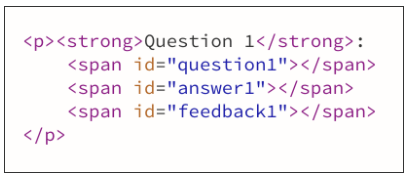 <p><strong>Question 1</strong>:
    <span id="question1"></span>
    <span id="answer1"></span>
    <span id="feedback1"></span>
</p>